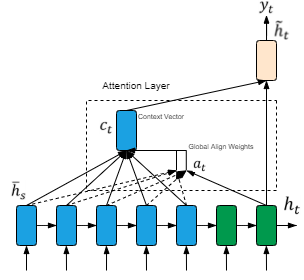 y_t
h̃_t
Attention Layer
c_t
Context Vector
Global Align Weights
a_t
h̄_s
h_t